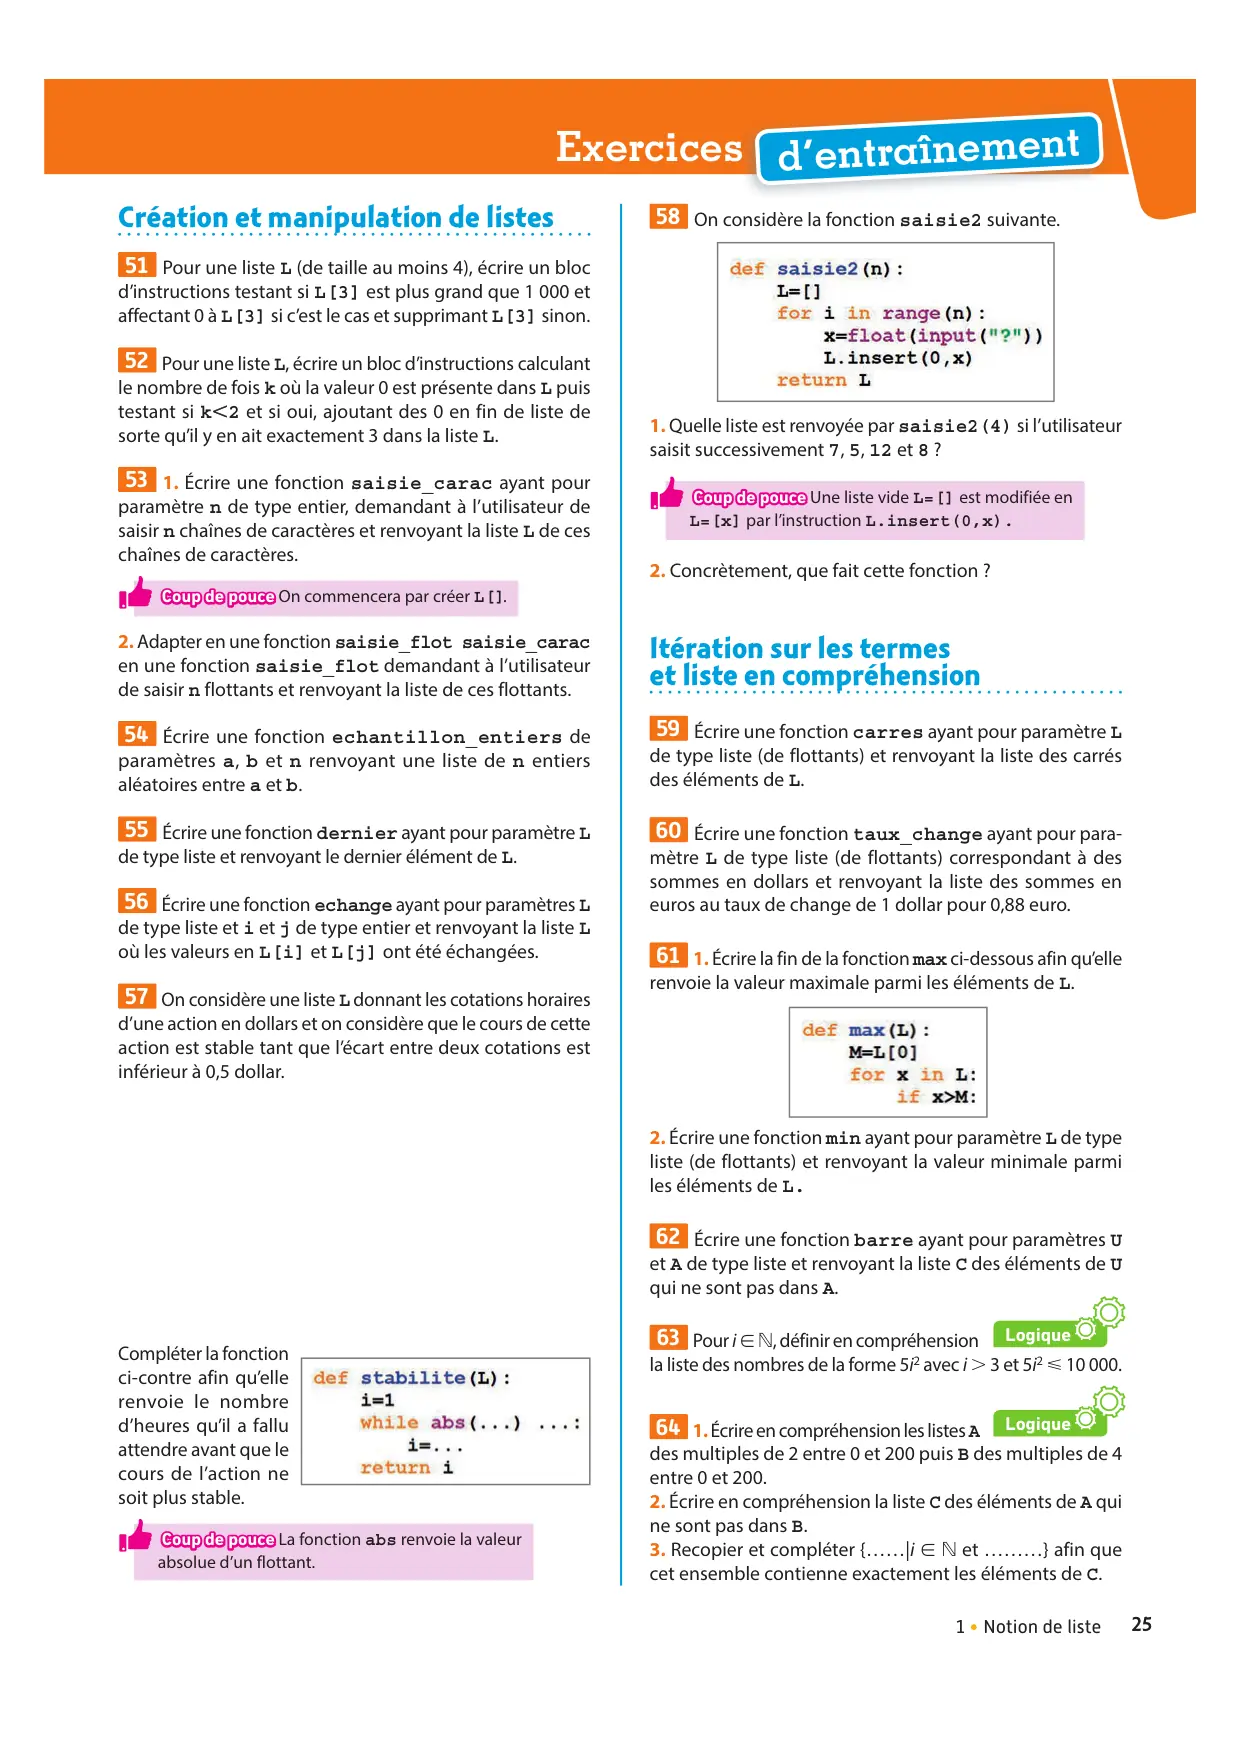 Exercices d'entraînement
Création et manipulation de listes
51 Pour une liste L (de taille au moins 4), écrire un bloc
d'instructions testant si L[3] est plus grand que 1 000 et
affectant 0 à L[3] si c'est le cas et supprimant L[3] sinon.
52 Pour une liste L, écrire un bloc d'instructions calculant
le nombre de fois k où la valeur 0 est présente dans L puis
testant si k<2 et si oui, ajoutant des 0 en fin de liste de
sorte qu'il y en ait exactement 3 dans la liste L.
53 1. Écrire une fonction saisie_carac ayant pour
paramètre n de type entier, demandant à l'utilisateur de
saisir n chaînes de caractères et renvoyant la liste L de ces
chaînes de caractères.
Coup de pouce On commencera par créer L[].
2. Adapter en une fonction saisie_flot saisie_carac
en une fonction saisie_flot demandant à l'utilisateur
de saisir n flottants et renvoyant la liste de ces flottants.
54 Écrire une fonction echantillon_entiers de
paramètres a, b et n renvoyant une liste de n entiers
aléatoires entre a et b.
55 Écrire une fonction dernier ayant pour paramètre L
de type liste et renvoyant le dernier élément de L.
56 Écrire une fonction echange ayant pour paramètres L
de type liste et i et j de type entier et renvoyant la liste L
où les valeurs en L[i] et L[j] ont été échangées.
57 On considère une liste L donnant les cotations horaires
d'une action en dollars et on considère que le cours de cette
action est stable tant que l'écart entre deux cotations est
inférieur à 0,5 dollar.
Compléter la fonction
ci-contre afin qu'elle
renvoie le nombre
d'heures qu'il a fallu
attendre avant que le
cours de l'action ne
soit plus stable.
def stabilite(L):
i=1
while abs(...) ...:
i=...
return i
Coup de pouce La fonction abs renvoie la valeur
absolue d'un flottant.
58 On considère la fonction saisie2 suivante.
def saisie2(n):
L=[]
for i in range(n):
x=float(input("?"))
L.insert(0,x)
return L
1. Quelle liste est renvoyée par saisie2(4) si l'utilisateur
saisit successivement 7, 5, 12 et 8 ?
Coup de pouce Une liste vide L=[] est modifiée en
L=[x] par l'instruction L.insert(0,x).
2. Concrètement, que fait cette fonction ?
Itération sur les termes
et liste en compréhension
59 Écrire une fonction carres ayant pour paramètre L
de type liste (de flottants) et renvoyant la liste des carrés
des éléments de L.
60 Écrire une fonction taux_change ayant pour para-
mètre L de type liste (de flottants) correspondant à des
sommes en dollars et renvoyant la liste des sommes en
euros au taux de change de 1 dollar pour 0,88 euro.
61 1. Écrire la fin de la fonction max ci-dessous afin qu'elle
renvoie la valeur maximale parmi les éléments de L.
def max(L):
M=L[0]
for x in L:
if x>M:
2. Écrire une fonction min ayant pour paramètre L de type
liste (de flottants) et renvoyant la valeur minimale parmi
les éléments de L.
62 Écrire une fonction barre ayant pour paramètres U
et A de type liste et renvoyant la liste C des éléments de U
qui ne sont pas dans A.
63 Pour i ∈ ℕ, définir en compréhension Logique
la liste des nombres de la forme 5i² avec i > 3 et 5i² ⩽ 10 000.
64 1. Écrire en compréhension les listes A Logique
des multiples de 2 entre 0 et 200 puis B des multiples de 4
entre 0 et 200.
2. Écrire en compréhension la liste C des éléments de A qui
ne sont pas dans B.
3. Recopier et compléter {......|i ∈ ℕ et .........} afin que
cet ensemble contienne exactement les éléments de C.
1 • Notion de liste 25